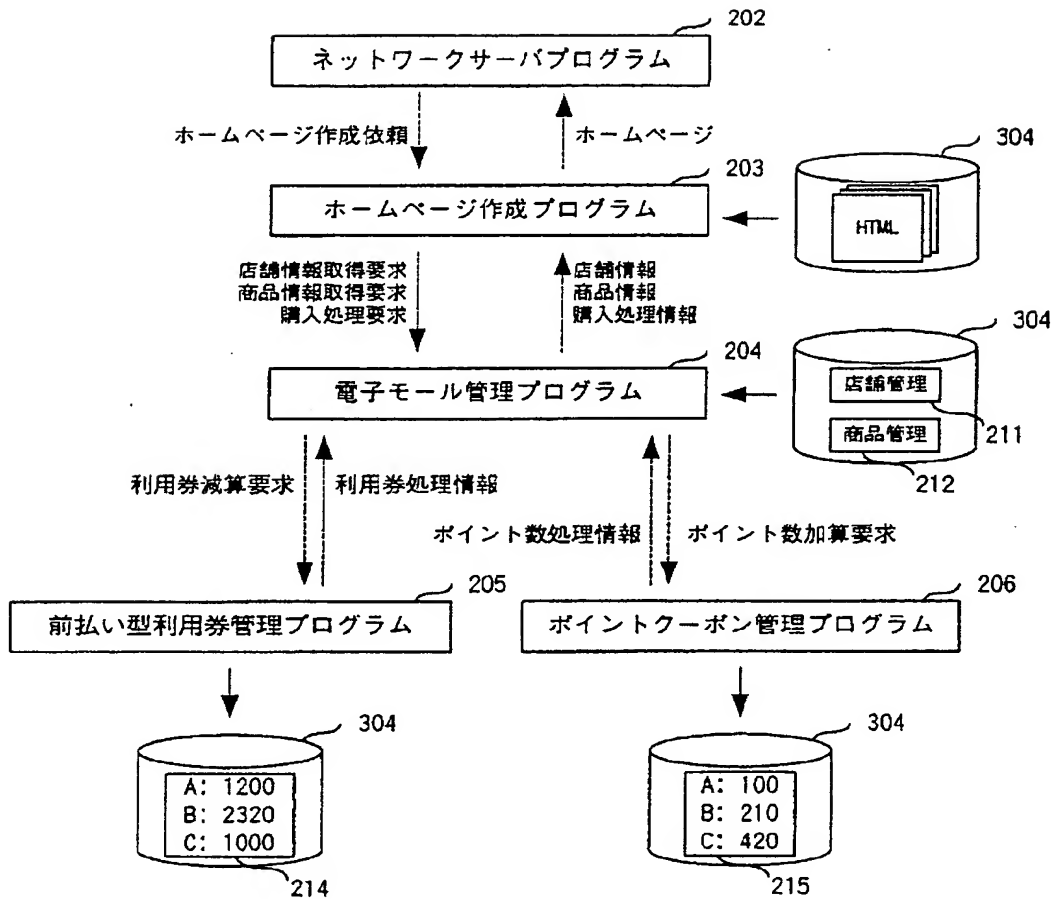 202
ネットワークサーバプログラム
ホームページ作成依頼
ホームページ
304
203
ホームページ作成プログラム
HTML
店舗情報取得要求
商品情報取得要求
購入処理要求
店舗情報
商品情報
購入処理情報
304
204
電子モール管理プログラム
店舗管理
211
商品管理
212
利用券減算要求
利用券処理情報
ポイント数処理情報
ポイント数加算要求
205
前払い型利用券管理プログラム
206
ポイントクーポン管理プログラム
304
A: 1200
B: 2320
C: 1000
214
304
A: 100
B: 210
C: 420
215